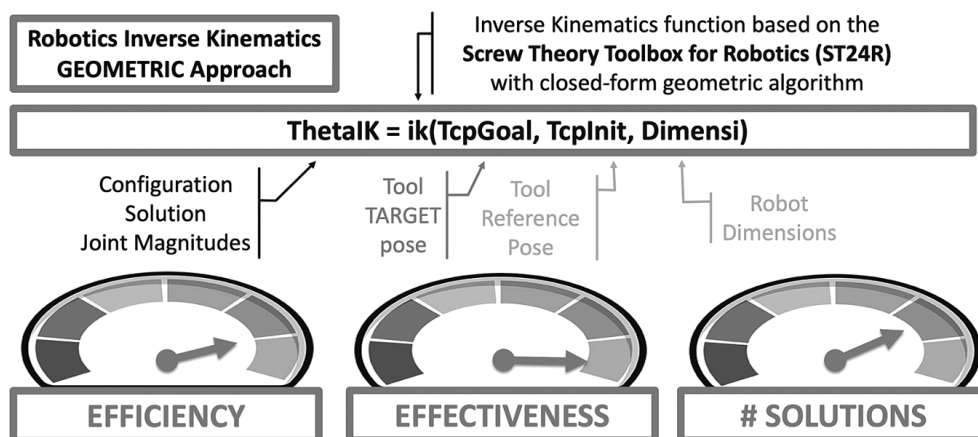 Robotics Inverse Kinematics
GEOMETRIC Approach
Inverse Kinematics function based on the
Screw Theory Toolbox for Robotics (ST24R)
with closed-form geometric algorithm
ThetaIK = ik(TcpGoal, TcpInit, Dimensi)
Configuration
Solution
Joint Magnitudes
Tool
TARGET
pose
Tool
Reference
Pose
Robot
Dimensions
EFFICIENCY
EFFECTIVENESS
# SOLUTIONS